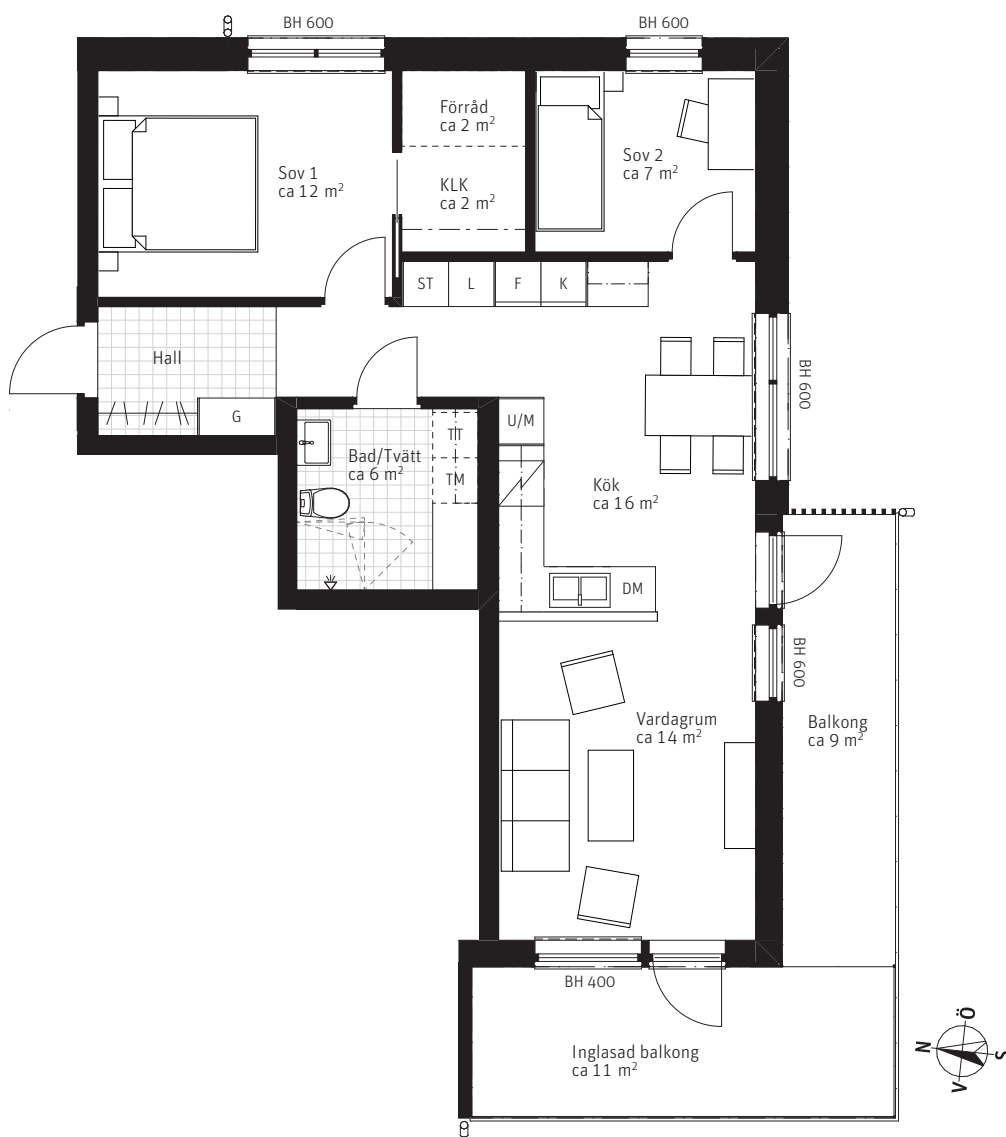 BH 600
BH 600
Förråd
ca 2 m²
Sov 1
ca 12 m²
KLK
ca 2 m²
Sov 2
ca 7 m²
ST
L
F
K
Hall
G
BH 600
U/M
TT
Bad/Tvätt
ca 6 m²
TM
Kök
ca 16 m²
DM
BH 600
Vardagrum
ca 14 m²
Balkong
ca 9 m²
BH 400
Inglasad balkong
ca 11 m²
Ö
N
S
V